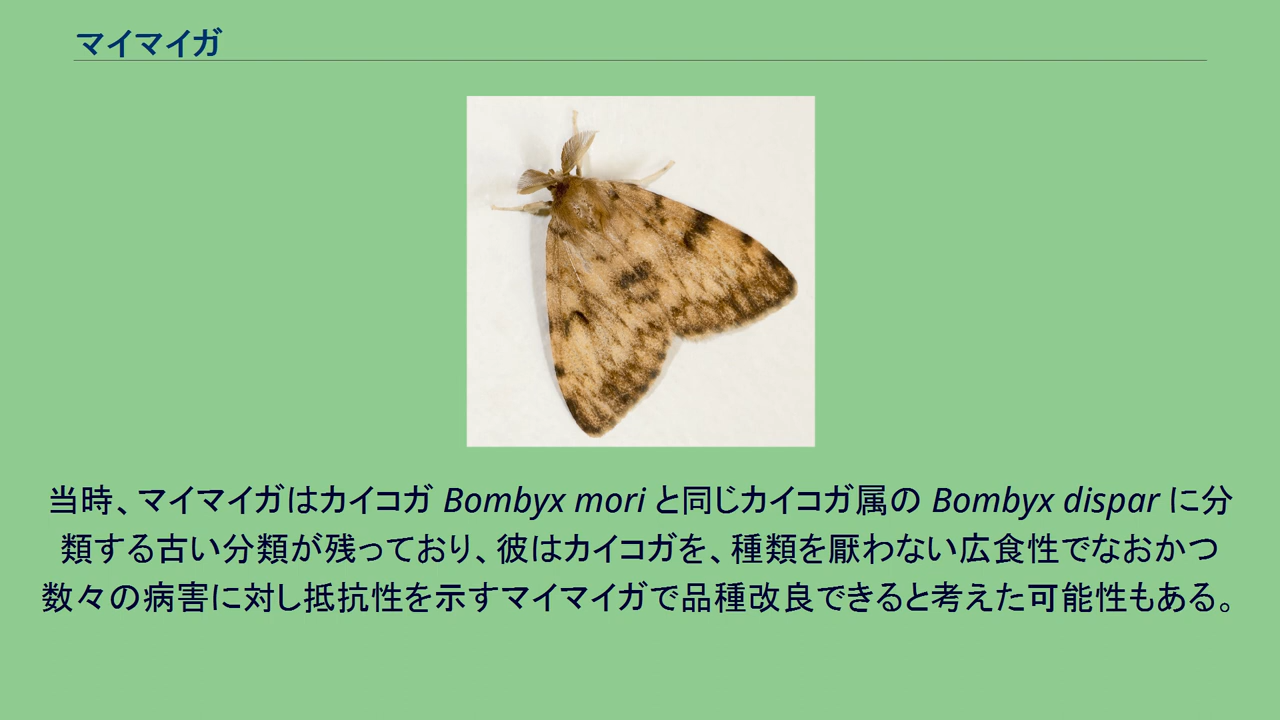 マイマイガ
当時、マイマイガはカイコガ Bombyx mori と同じカイコガ属の Bombyx dispar に分
類する古い分類が残っており、彼はカイコガを、種類を厭わない広食性でなおかつ
数々の病害に対し抵抗性を示すマイマイガで品種改良できると考えた可能性もある。